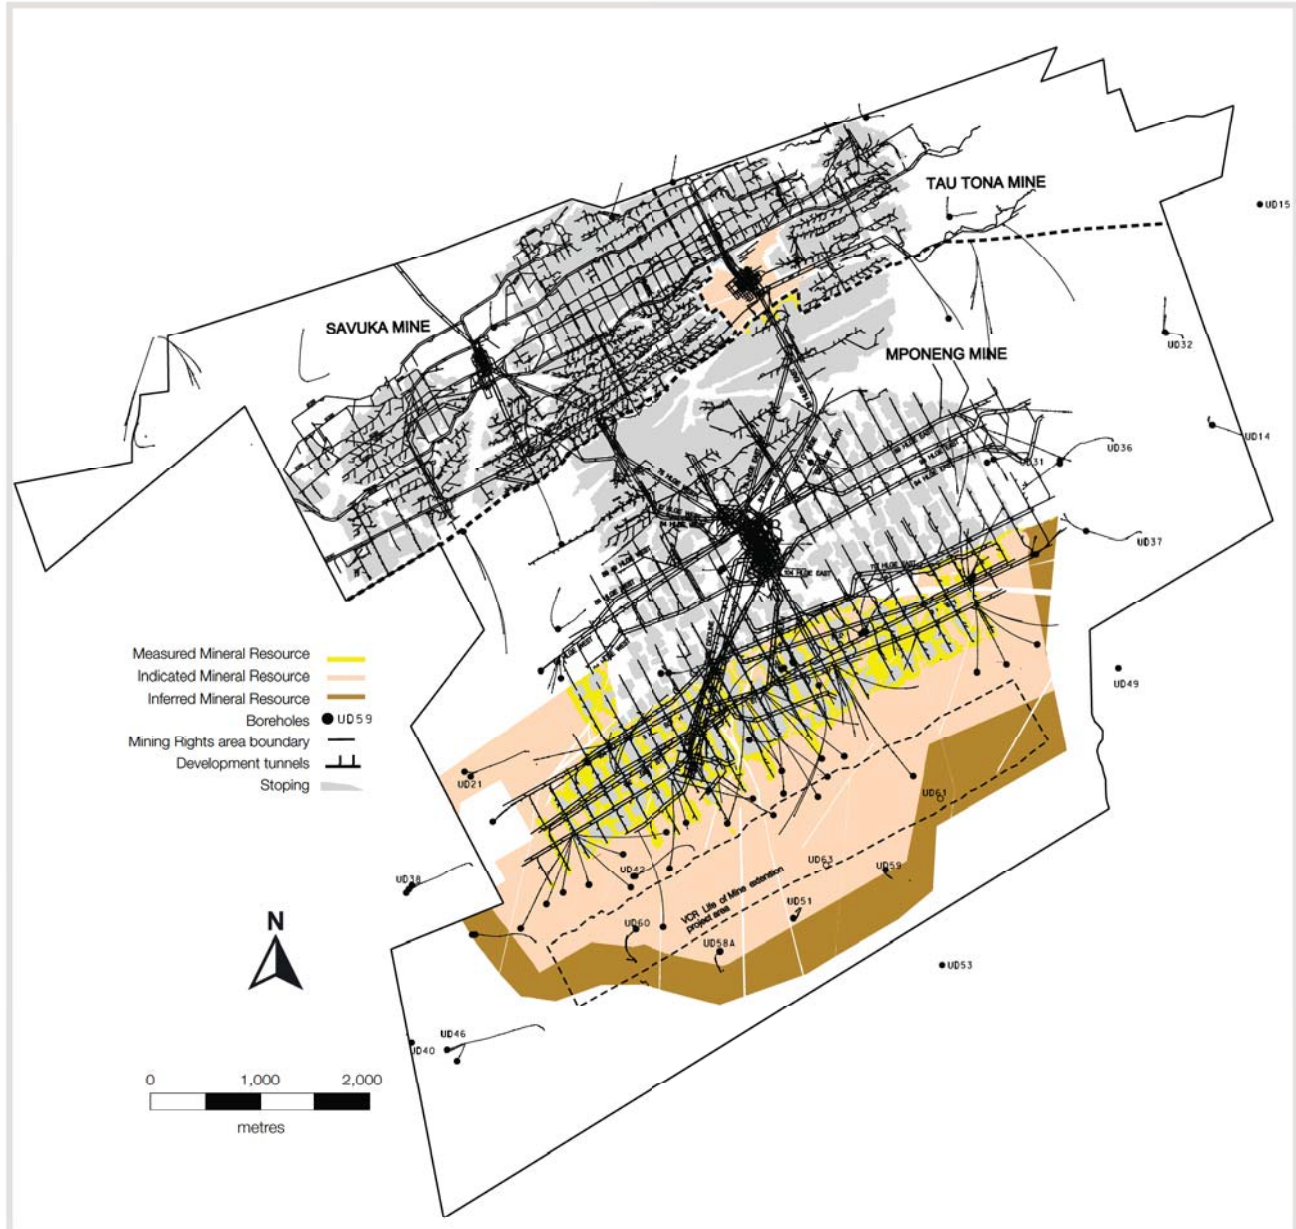 TAU TONA MINE
UD15
SAVUKA MINE
UD32
MPONENG MINE
UD14
UD36
UD31
UD37
104 HLGE EAST
Measured Mineral Resource
Indicated Mineral Resource
Inferred Mineral Resource
Boreholes UD59
Mining Rights area boundary
Development tunnels
Stoping
UD49
UD21
UD61
UD63
UD59
UD42
UD38
VCR Life of Mine extension
project area
UD51
UD60
UD58A
UD53
N
UD46
UD40
0 1,000 2,000
metres